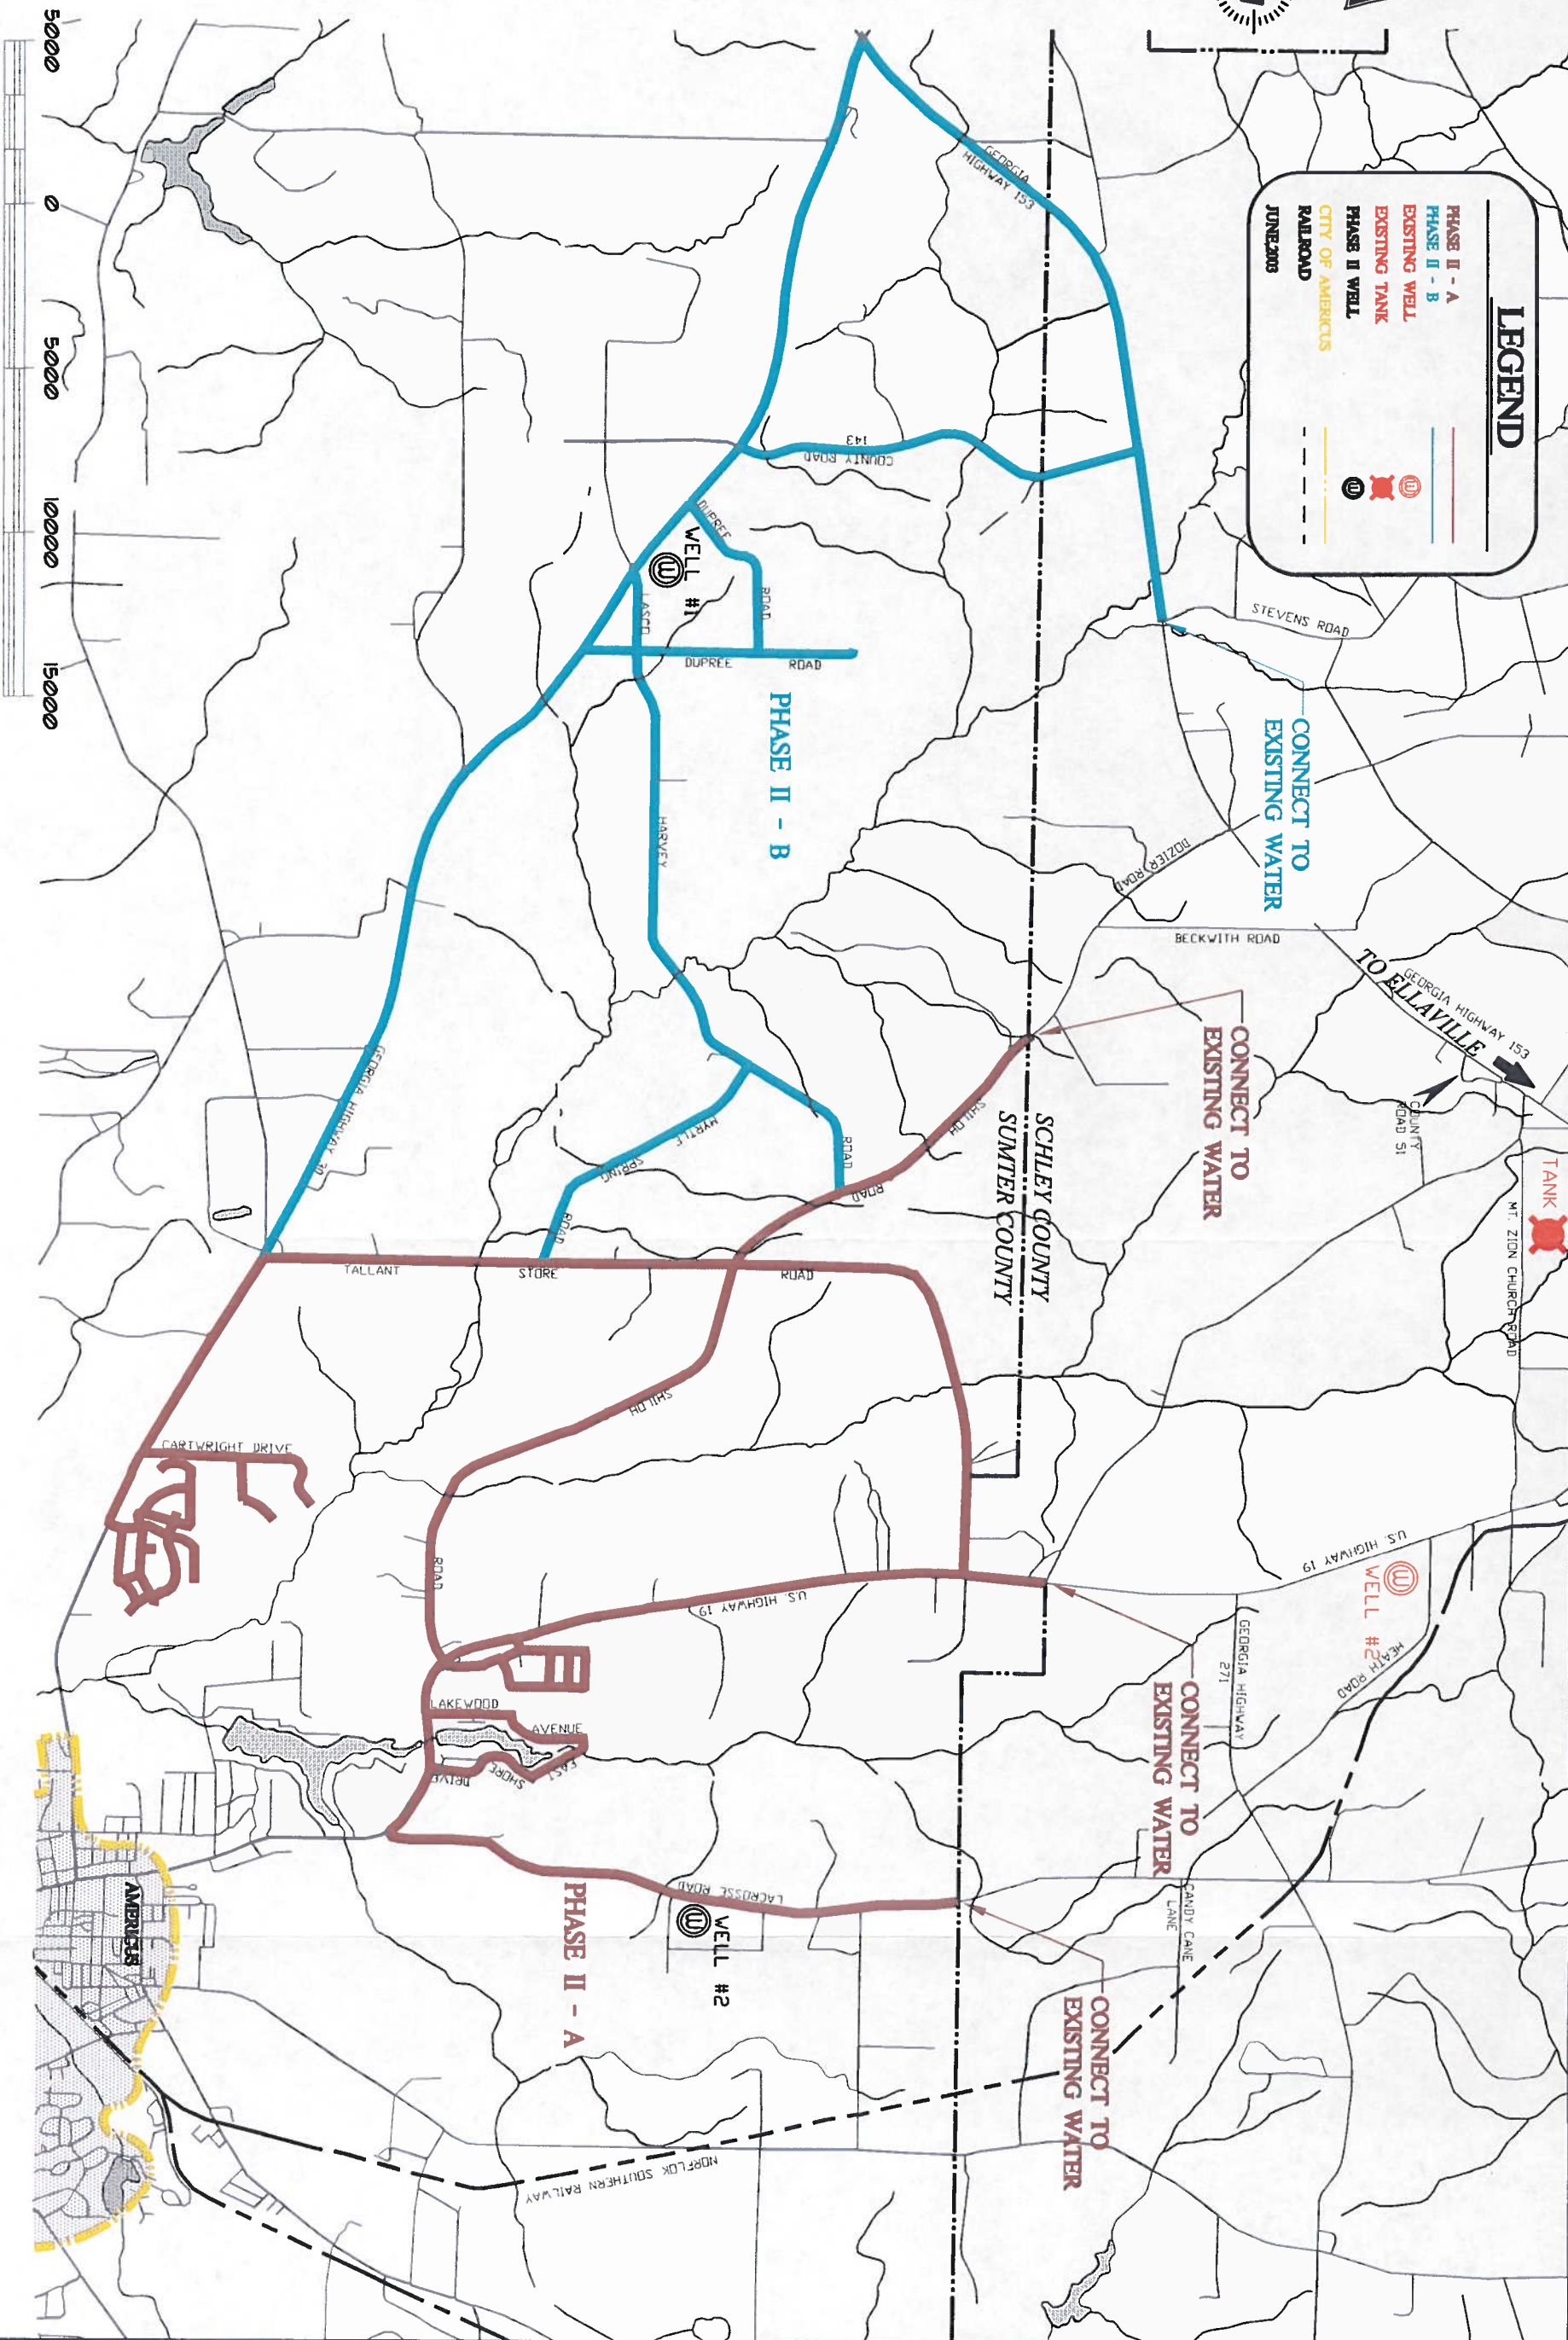 LEGEND
PHASE II - A
PHASE II - B
EXISTING WELL
EXISTING TANK
PHASE II WELL
CITY OF AMERICUS
RAILROAD
JUNE,2003
GEORGIA
HIGHWAY 153
STEVENS ROAD
CONNECT TO
EXISTING WATER
COUNTY ROAD
143
DUPREE
ROAD
WELL #1
W
LASCO
DUPREE ROAD
PHASE II - B
HARVEY
ROAD
DOZIER ROAD
BECKWITH ROAD
TO ELLAVILLE
GEORGIA HIGHWAY 153
COUNTY
ROAD 51
TANK
MT. ZION CHURCH ROAD
CONNECT TO
EXISTING WATER
SCHLEY COUNTY
SUMTER COUNTY
SHILOH
ROAD
MYRTLE
SPRING
ROAD
GEORGIA HIGHWAY 30
TALLANT STORE ROAD
SHILOH
ROAD
CARTWRIGHT DRIVE
U.S. HIGHWAY 19
U.S. HIGHWAY 19
W
WELL #2
HEATH ROAD
GEORGIA HIGHWAY
271
CONNECT TO
EXISTING WATER
LAKEWOOD
AVENUE
EAST
SHORE
DRIVE
LACROSSE ROAD
W
WELL #2
PHASE II - A
CANDY CANE
LANE
CONNECT TO
EXISTING WATER
NORFLOK SOUTHERN RAILWAY
AMERICUS
5000 0 5000 10000 15000